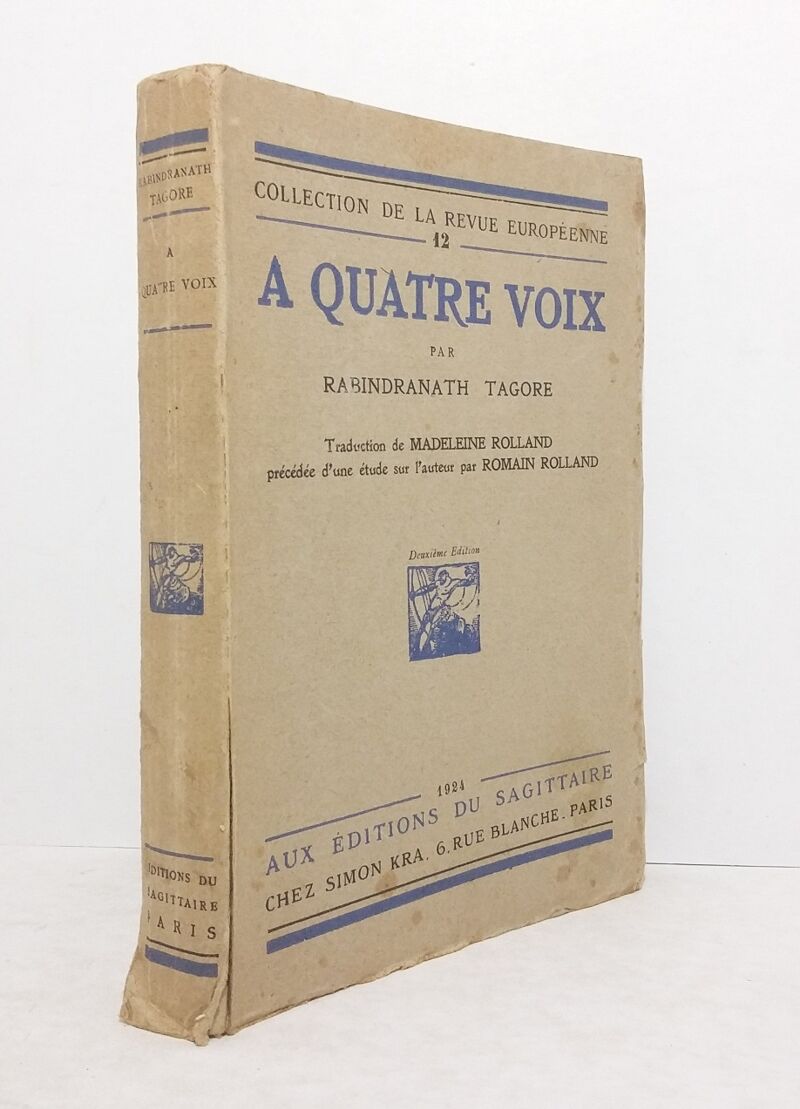 RABINDRANATH
TAGORE
A
QUATRE VOIX
EDITIONS DU
SAGITTAIRE
PARIS
COLLECTION DE LA REVUE EUROPÉENNE
12
A QUATRE VOIX
PAR
RABINDRANATH TAGORE
Traduction de MADELEINE ROLLAND
précédée d'une étude sur l'auteur par ROMAIN ROLLAND
Deuxième Edition
1924
AUX ÉDITIONS DU SAGITTAIRE
CHEZ SIMON KRA, 6, RUE BLANCHE - PARIS